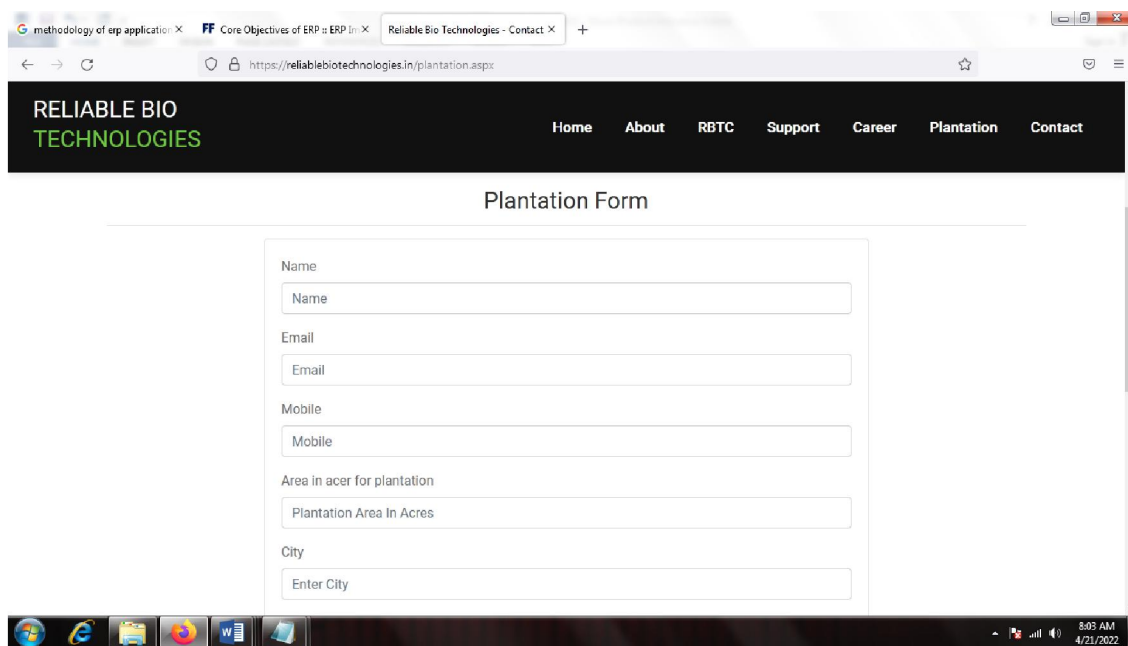 methodology of erp application
FF Core Objectives of ERP :: ERP Im
Reliable Bio Technologies - Contact
https://reliablebiotechnologies.in/plantation.aspx
RELIABLE BIO
TECHNOLOGIES
Home About RBTC Support Career Plantation Contact
Plantation Form
Name
Name
Email
Email
Mobile
Mobile
Area in acer for plantation
Plantation Area In Acres
City
Enter City
8:03 AM
4/21/2022